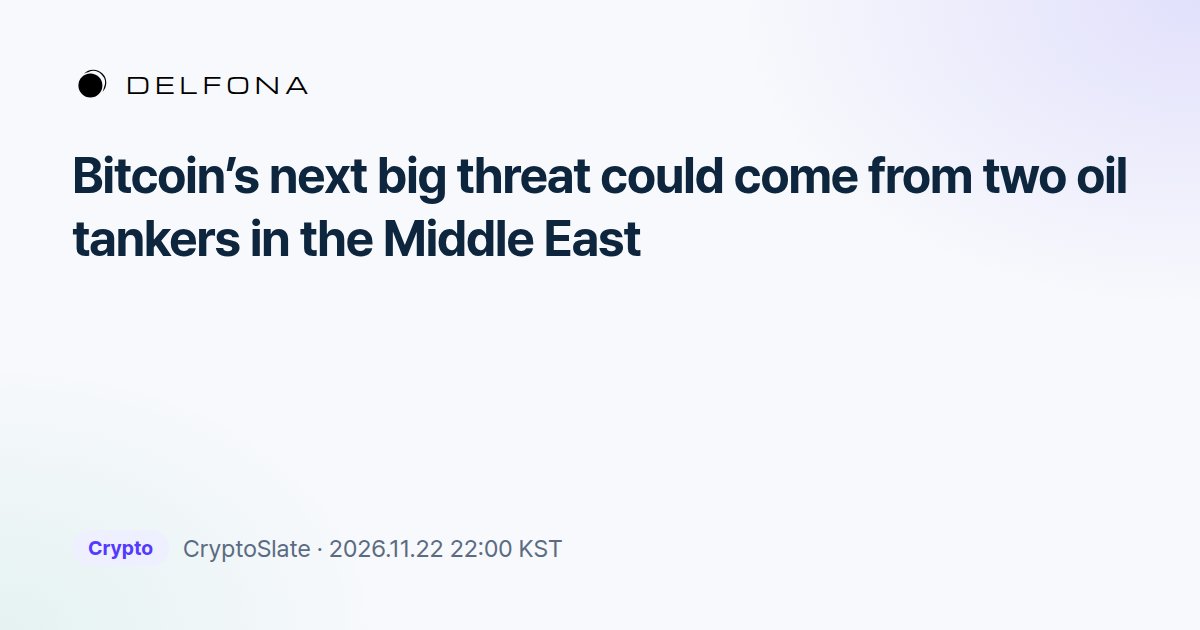 DELFONA
Bitcoin’s next big threat could come from two oil
tankers in the Middle East
Crypto CryptoSlate · 2026.11.22 22:00 KST